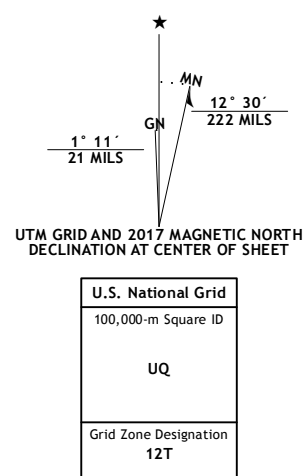 ★
MN
GN
12° 30´
222 MILS
1° 11´
21 MILS
UTM GRID AND 2017 MAGNETIC NORTH
DECLINATION AT CENTER OF SHEET
U.S. National Grid
100,000-m Square ID
UQ
Grid Zone Designation
12T